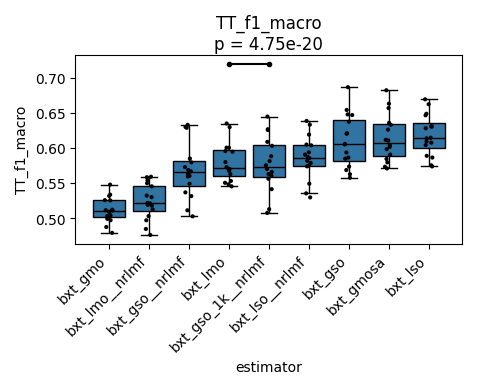 TT_f1_macro
p = 4.75e-20
TT_f1_macro
0.70
0.65
0.60
0.55
0.50
bxt_gmo
bxt_lmo__nrlmf
bxt_gso__nrlmf
bxt_lmo
bxt_gso_1k__nrlmf
bxt_lso__nrlmf
bxt_gso
bxt_gmosa
bxt_lso
estimator